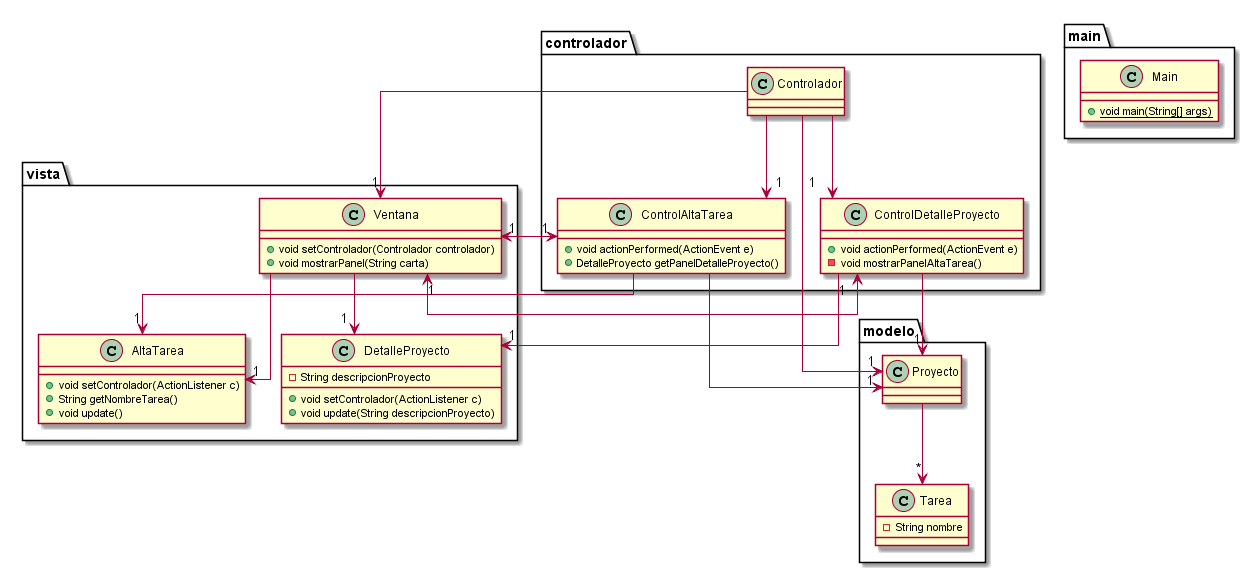 main
C Main
void main(String[] args)
controlador
C Controlador
1
1
1
C ControlAltaTarea
void actionPerformed(ActionEvent e)
DetalleProyecto getPanelDetalleProyecto()
C ControlDetalleProyecto
void actionPerformed(ActionEvent e)
void mostrarPanelAltaTarea()
vista
C Ventana
void setControlador(Controlador controlador)
void mostrarPanel(String carta)
1
1
1
1
1
1
1
1
C AltaTarea
void setControlador(ActionListener c)
String getNombreTarea()
void update()
C DetalleProyecto
String descripcionProyecto
void setControlador(ActionListener c)
void update(String descripcionProyecto)
modelo
1
1
1
C Proyecto
*
C Tarea
String nombre